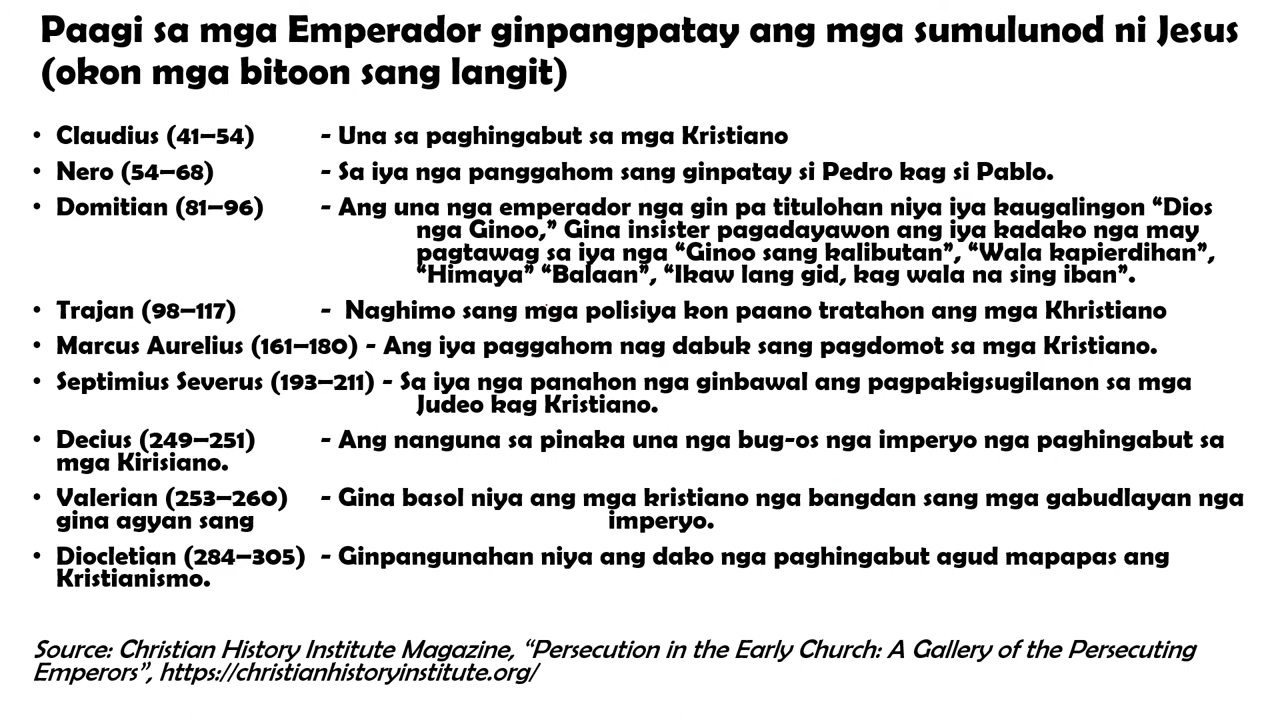 Paagi sa mga Emperador ginpangpatay ang mga sumulunod ni Jesus
(okon mga bitoon sang langit)
• Claudius (41–54) - Una sa paghingabut sa mga Kristiano
• Nero (54–68) - Sa iya nga panggahom sang ginpatay si Pedro kag si Pablo.
• Domitian (81–96) - Ang una nga emperador nga gin pa titulohan niya iya kaugalingon “Dios
nga Ginoo,” Gina insister pagadayawon ang iya kadako nga may
pagtawag sa iya nga “Ginoo sang kalibutan”, “Wala kapierdihan”,
“Himaya” “Balaan”, “Ikaw lang gid, kag wala na sing iban”.
• Trajan (98–117) - Naghimo sang mga polisiya kon paano tratahon ang mga Khristiano
• Marcus Aurelius (161–180) - Ang iya paggahom nag dabuk sang pagdomot sa mga Kristiano.
• Septimius Severus (193–211) - Sa iya nga panahon nga ginbawal ang pagpakigsugilanon sa mga
Judeo kag Kristiano.
• Decius (249–251) - Ang nanguna sa pinaka una nga bug-os nga imperyo nga paghingabut sa
mga Kirisiano.
• Valerian (253–260) - Gina basol niya ang mga kristiano nga bangdan sang mga gabudlayan nga
gina agyan sang imperyo.
• Diocletian (284–305) - Ginpangunahan niya ang dako nga paghingabut agud mapapas ang
Kristianismo.
Source: Christian History Institute Magazine, “Persecution in the Early Church: A Gallery of the Persecuting
Emperors”, https://christianhistoryinstitute.org/